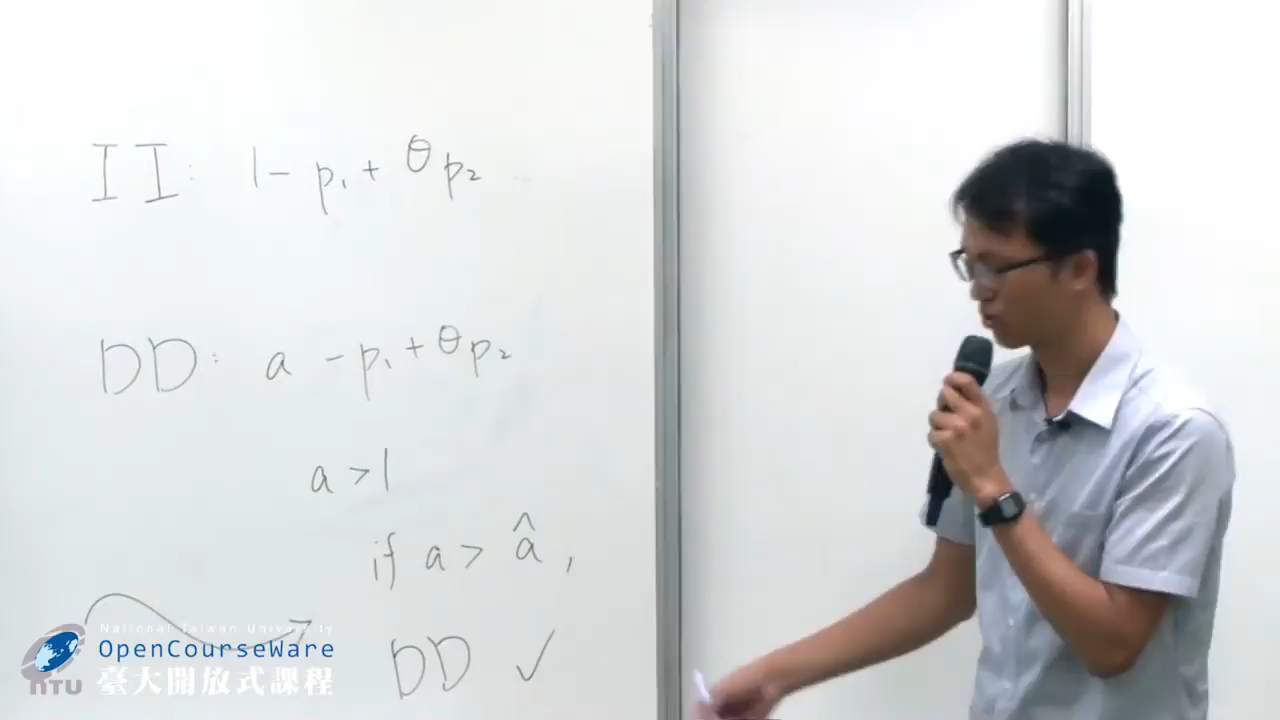 II: 1 - p₁ + θp₂
DD: a - p₁ + θp₂
a > 1
if a > â,
DD ✓
National Taiwan University
OpenCourseWare
臺大開放式課程
NTU